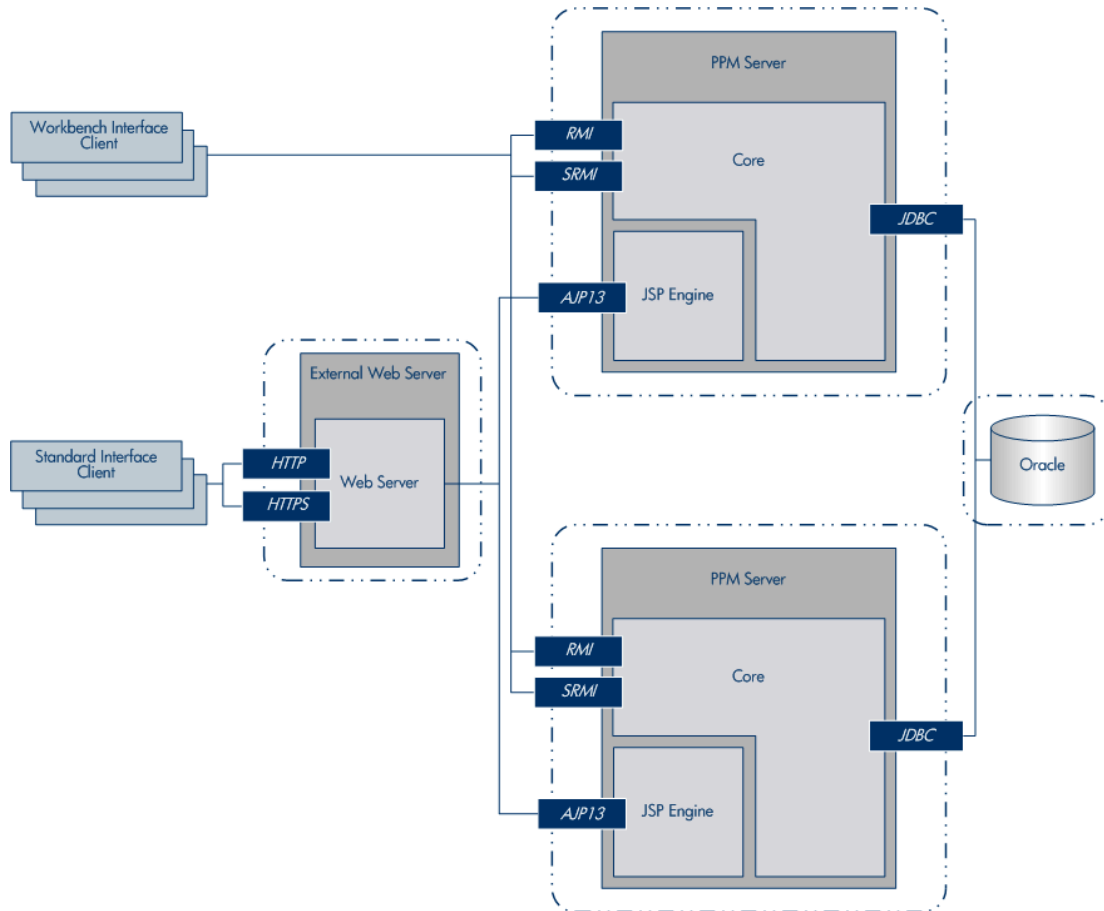 PPM Server
Workbench Interface
Client
RMI
Core
SRMI
JDBC
AJP13
JSP Engine
External Web Server
Standard Interface
Client
HTTP
Web Server
HTTPS
Oracle
PPM Server
RMI
Core
SRMI
JDBC
AJP13
JSP Engine